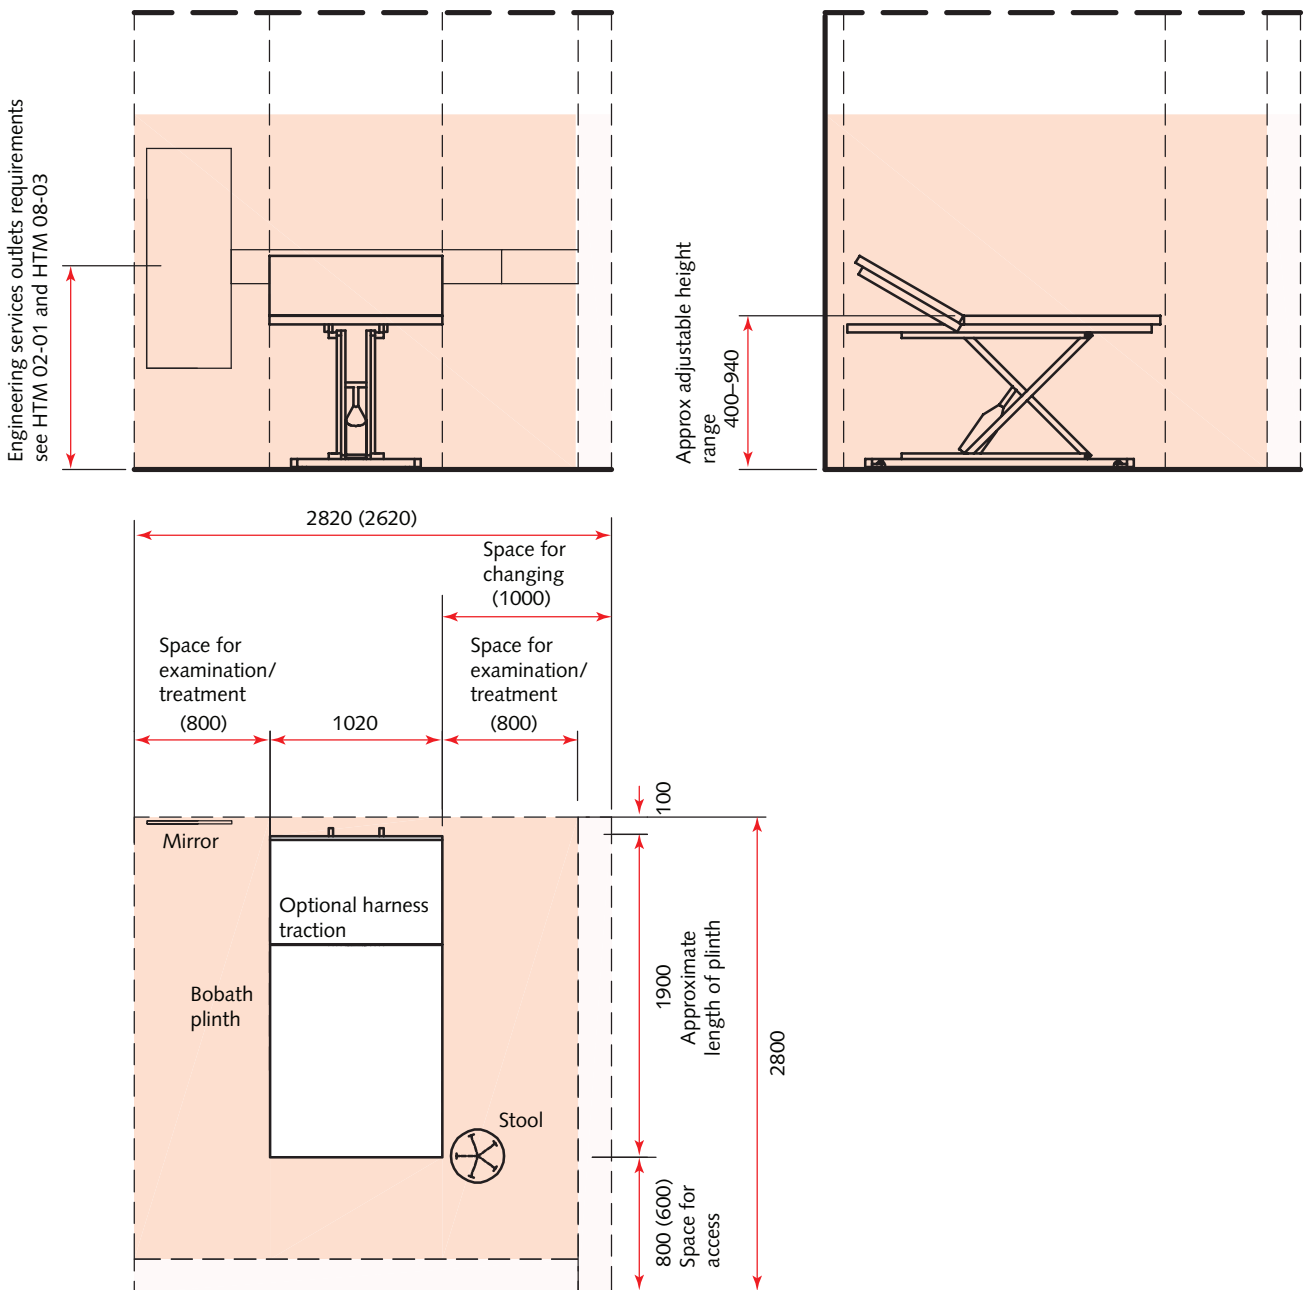 Engineering services outlets requirements
see HTM 02-01 and HTM 08-03
Approx adjustable height
range
400–940
2820 (2620)
Space for
changing
(1000)
Space for
examination/
treatment
(800)
1020
Space for
examination/
treatment
(800)
100
Mirror
Optional harness
traction
Bobath
plinth
1900
Approximate
length of plinth
2800
Stool
800 (600)
Space for
access